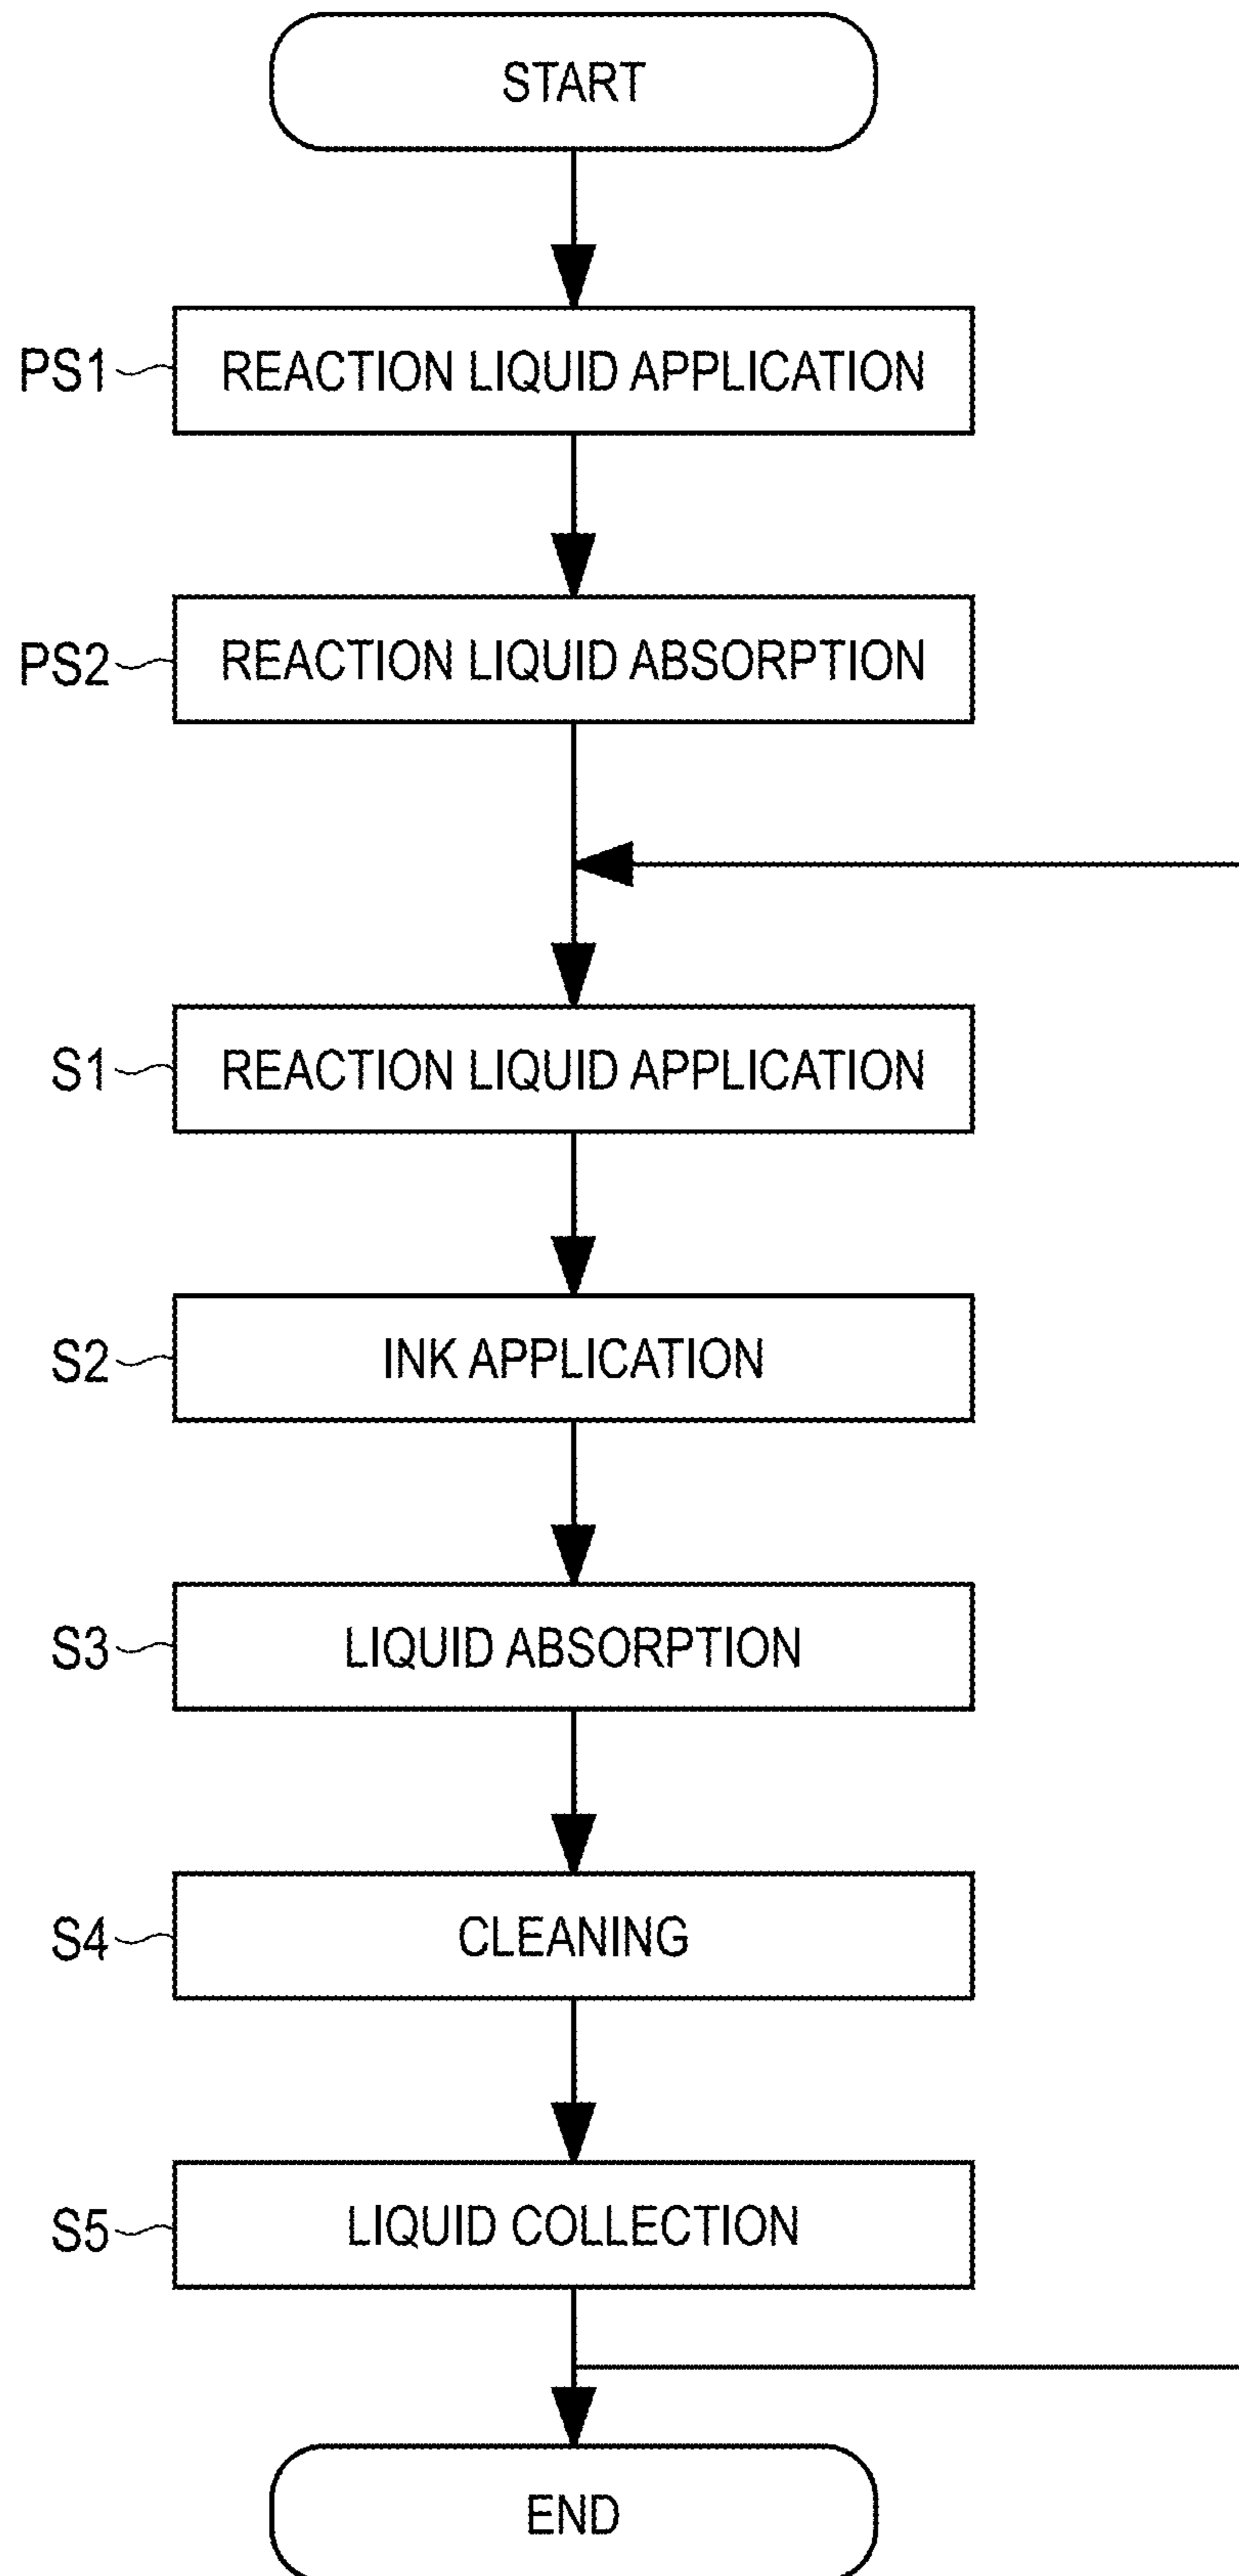 START
PS1 REACTION LIQUID APPLICATION
PS2 REACTION LIQUID ABSORPTION
S1 REACTION LIQUID APPLICATION
S2 INK APPLICATION
S3 LIQUID ABSORPTION
S4 CLEANING
S5 LIQUID COLLECTION
END